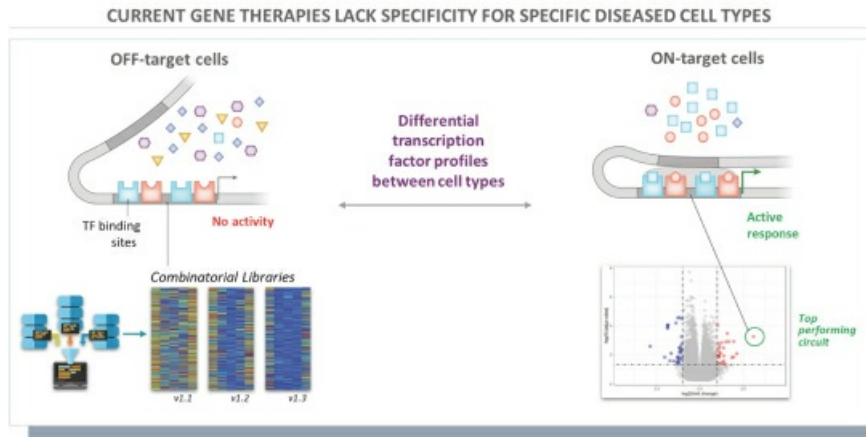 CURRENT GENE THERAPIES LACK SPECIFICITY FOR SPECIFIC DISEASED CELL TYPES
OFF-target cells
ON-target cells
Differential
transcription
factor profiles
between cell types
TF binding
sites
No activity
Active
response
Combinatorial Libraries
v1.1
v1.2
v1.3
Top
performing
circuit